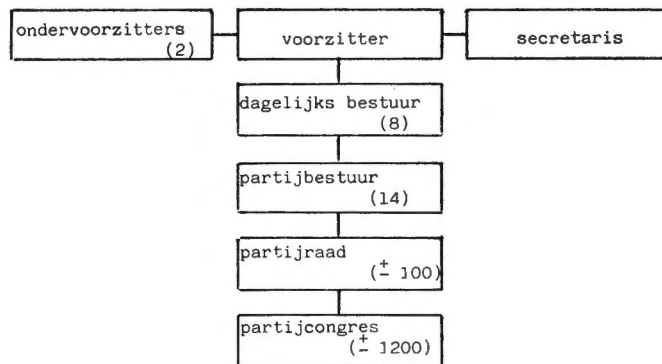 ondervoorzitters
(2)
voorzitter
secretaris
dagelijks bestuur
(8)
partijbestuur
(14)
partijraad
(± 100)
partijcongres
(± 1200)